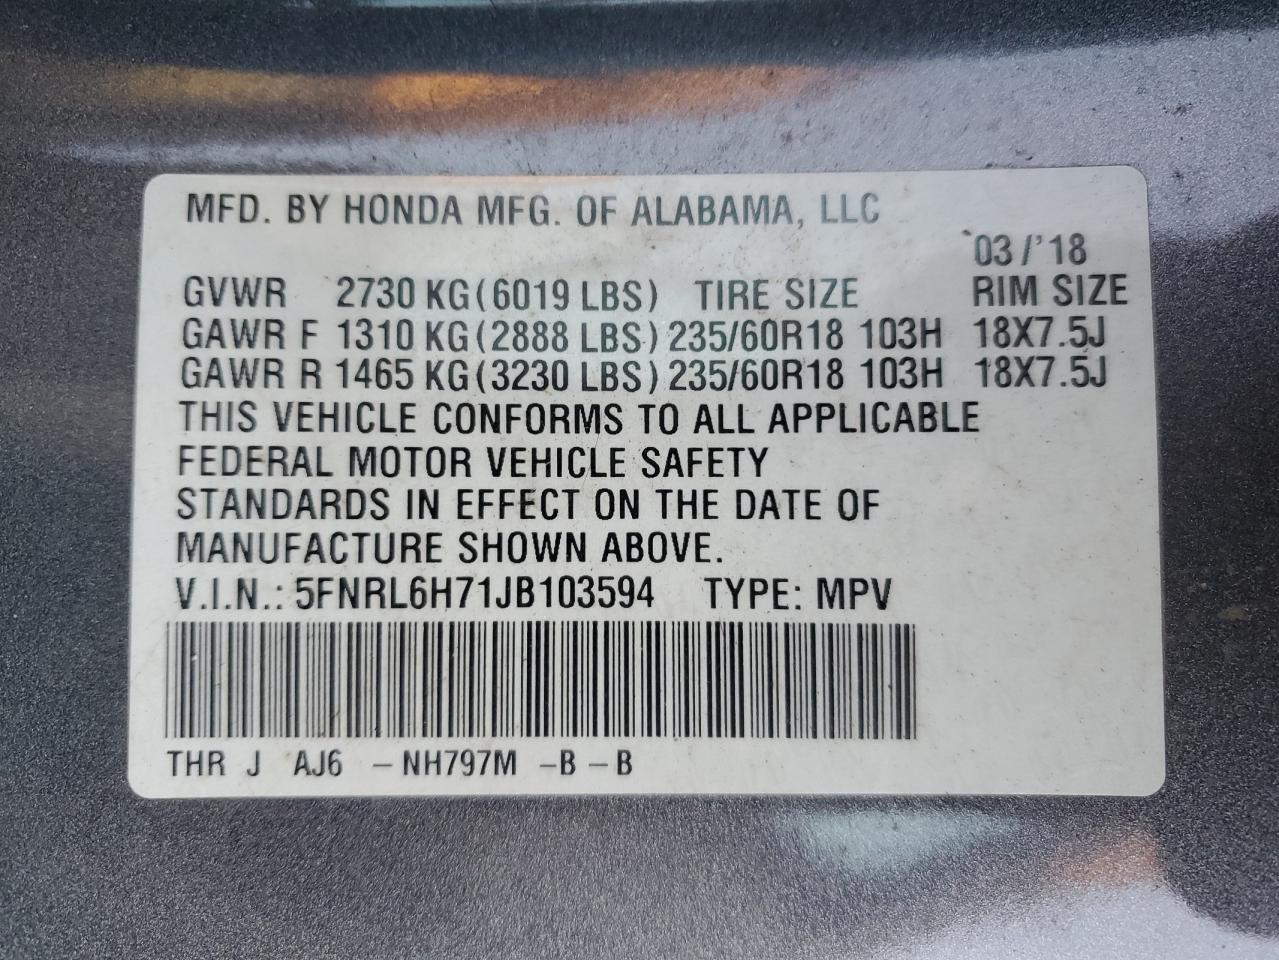 MFD. BY HONDA MFG. OF ALABAMA, LLC
'03/'18
GVWR 2730 KG(6019 LBS) TIRE SIZE RIM SIZE
GAWR F 1310 KG(2888 LBS) 235/60R18 103H 18X7.5J
GAWR R 1465 KG(3230 LBS) 235/60R18 103H 18X7.5J
THIS VEHICLE CONFORMS TO ALL APPLICABLE
FEDERAL MOTOR VEHICLE SAFETY
STANDARDS IN EFFECT ON THE DATE OF
MANUFACTURE SHOWN ABOVE.
V.I.N.: 5FNRL6H71JB103594 TYPE: MPV
THR J AJ6 -NH797M -B-B